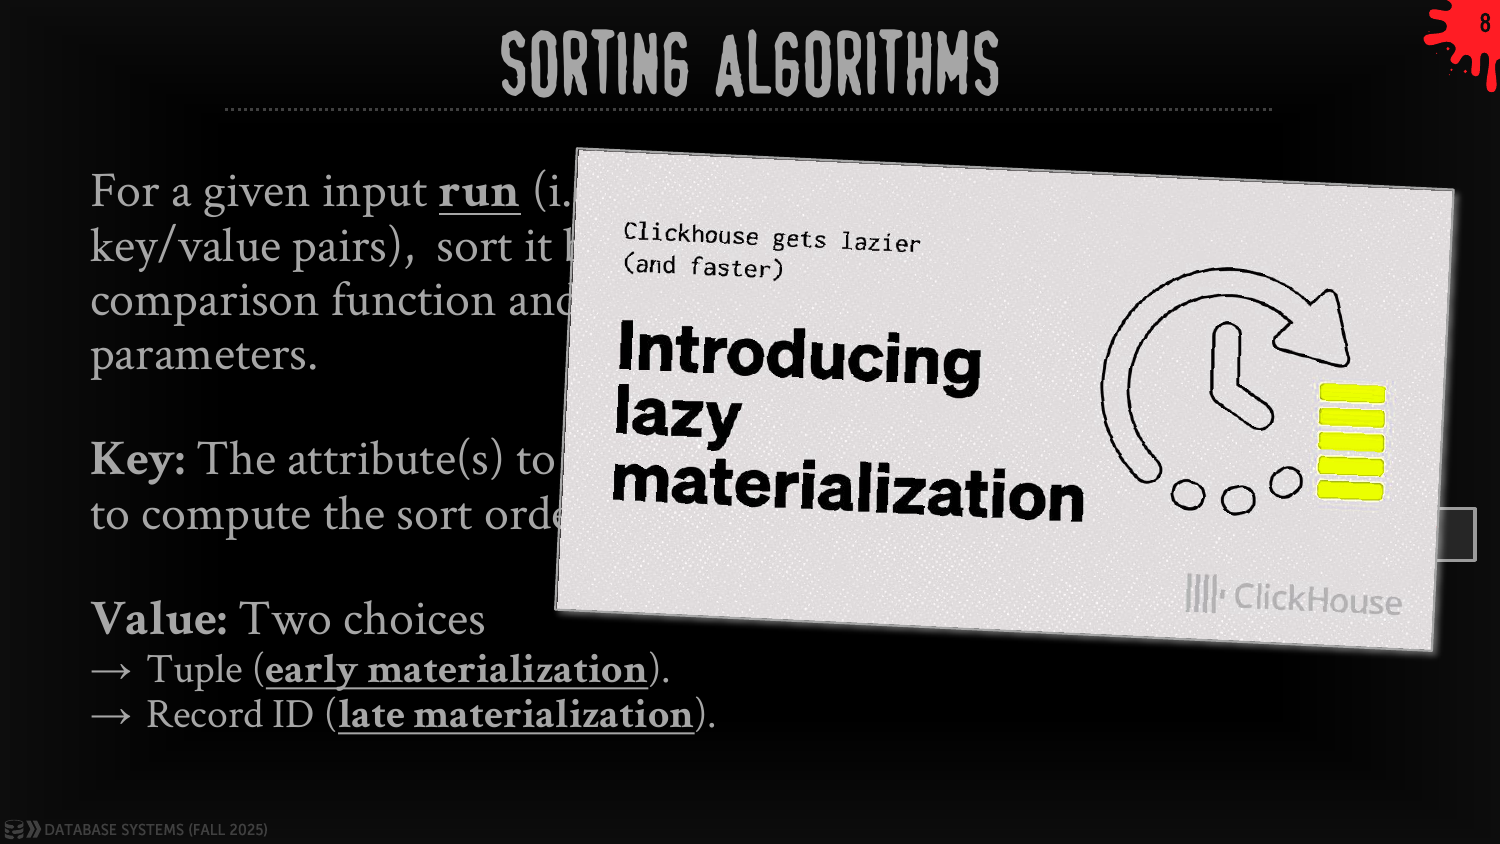 8
SORTING ALGORITHMS
For a given input run (i.
key/value pairs), sort it
comparison function and
parameters.
Key: The attribute(s) to
to compute the sort orde
Value: Two choices
→ Tuple (early materialization).
→ Record ID (late materialization).
Clickhouse gets lazier
(and faster)
Introducing
lazy
materialization
ClickHouse
DATABASE SYSTEMS (FALL 2025)